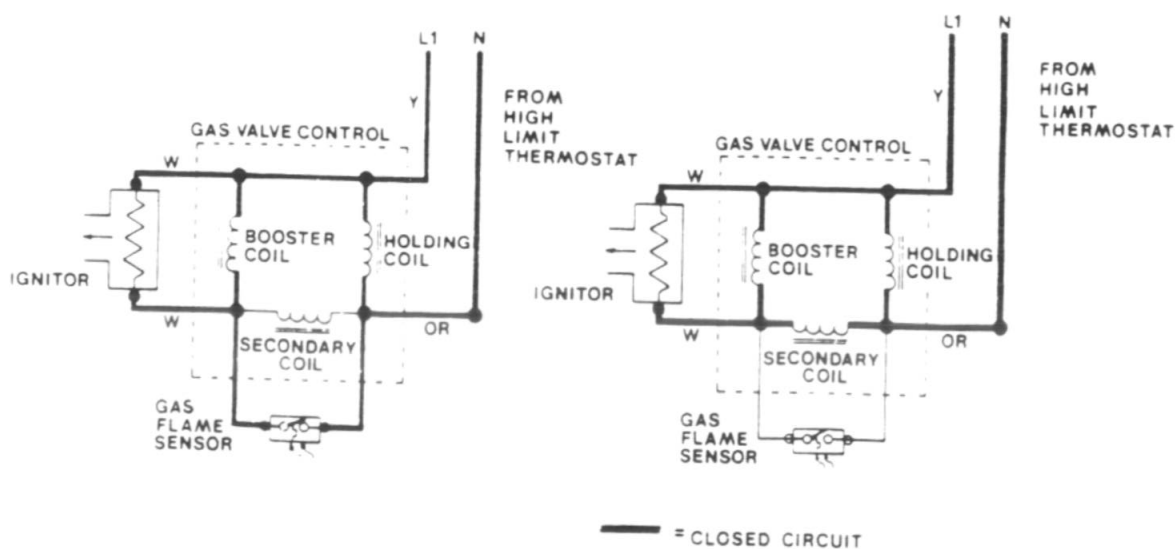 L1 N
Y
FROM
HIGH
LIMIT
THERMOSTAT
GAS VALVE CONTROL
W
BOOSTER
COIL
HOLDING
COIL
IGNITOR
W
OR
SECONDARY
COIL
GAS
FLAME
SENSOR
L1 N
Y
FROM
HIGH
LIMIT
THERMOSTAT
GAS VALVE CONTROL
W
BOOSTER
COIL
HOLDING
COIL
IGNITOR
W
OR
SECONDARY
COIL
GAS
FLAME
SENSOR
= CLOSED CIRCUIT